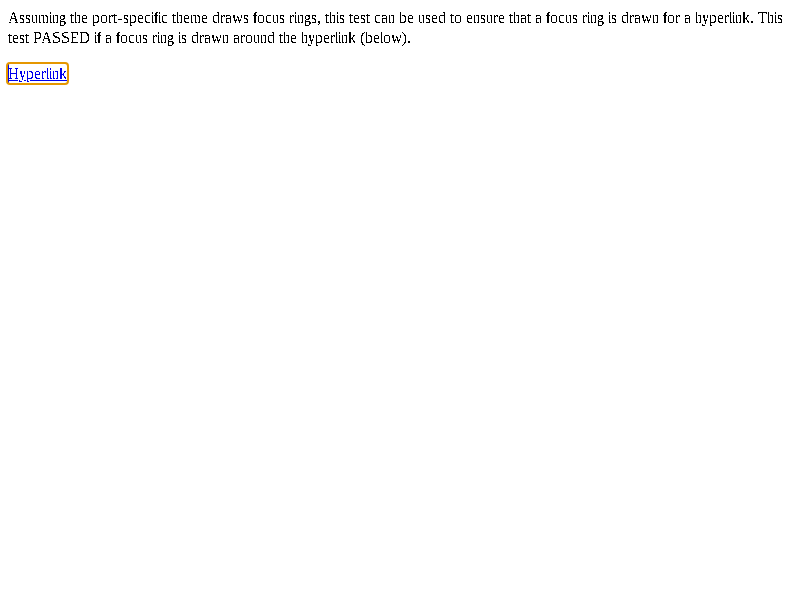 Assuming the port-specific theme draws focus rings, this test can be used to ensure that a focus ring is drawn for a hyperlink. This
test PASSED if a focus ring is drawn around the hyperlink (below).
Hyperlink